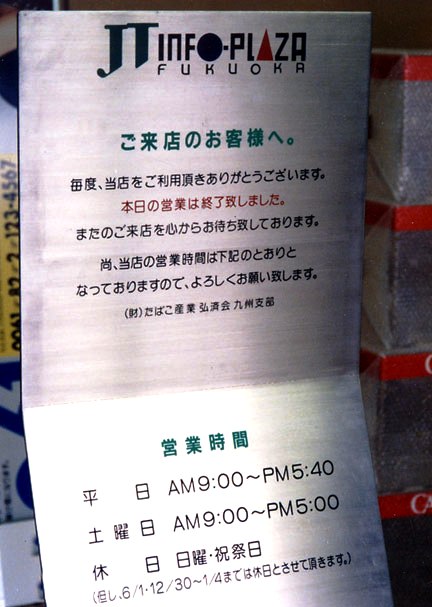 JT INFO-PLAZA
FUKUOKA
ご来店のお客様へ。
毎度、当店をご利用頂きありがとうございます。
本日の営業は終了致しました。
またのご来店を心からお待ち致しております。
尚、当店の営業時間は下記のとおりと
なっておりますので、よろしくお願い致します。
(財)たばこ産業弘済会九州支部
営業時間
平 日 AM9:00〜PM5:40
土曜日 AM9:00〜PM5:00
休 日 日曜・祝祭日
(但し、6/1・12/30〜1/4までは休日とさせて頂きます。)